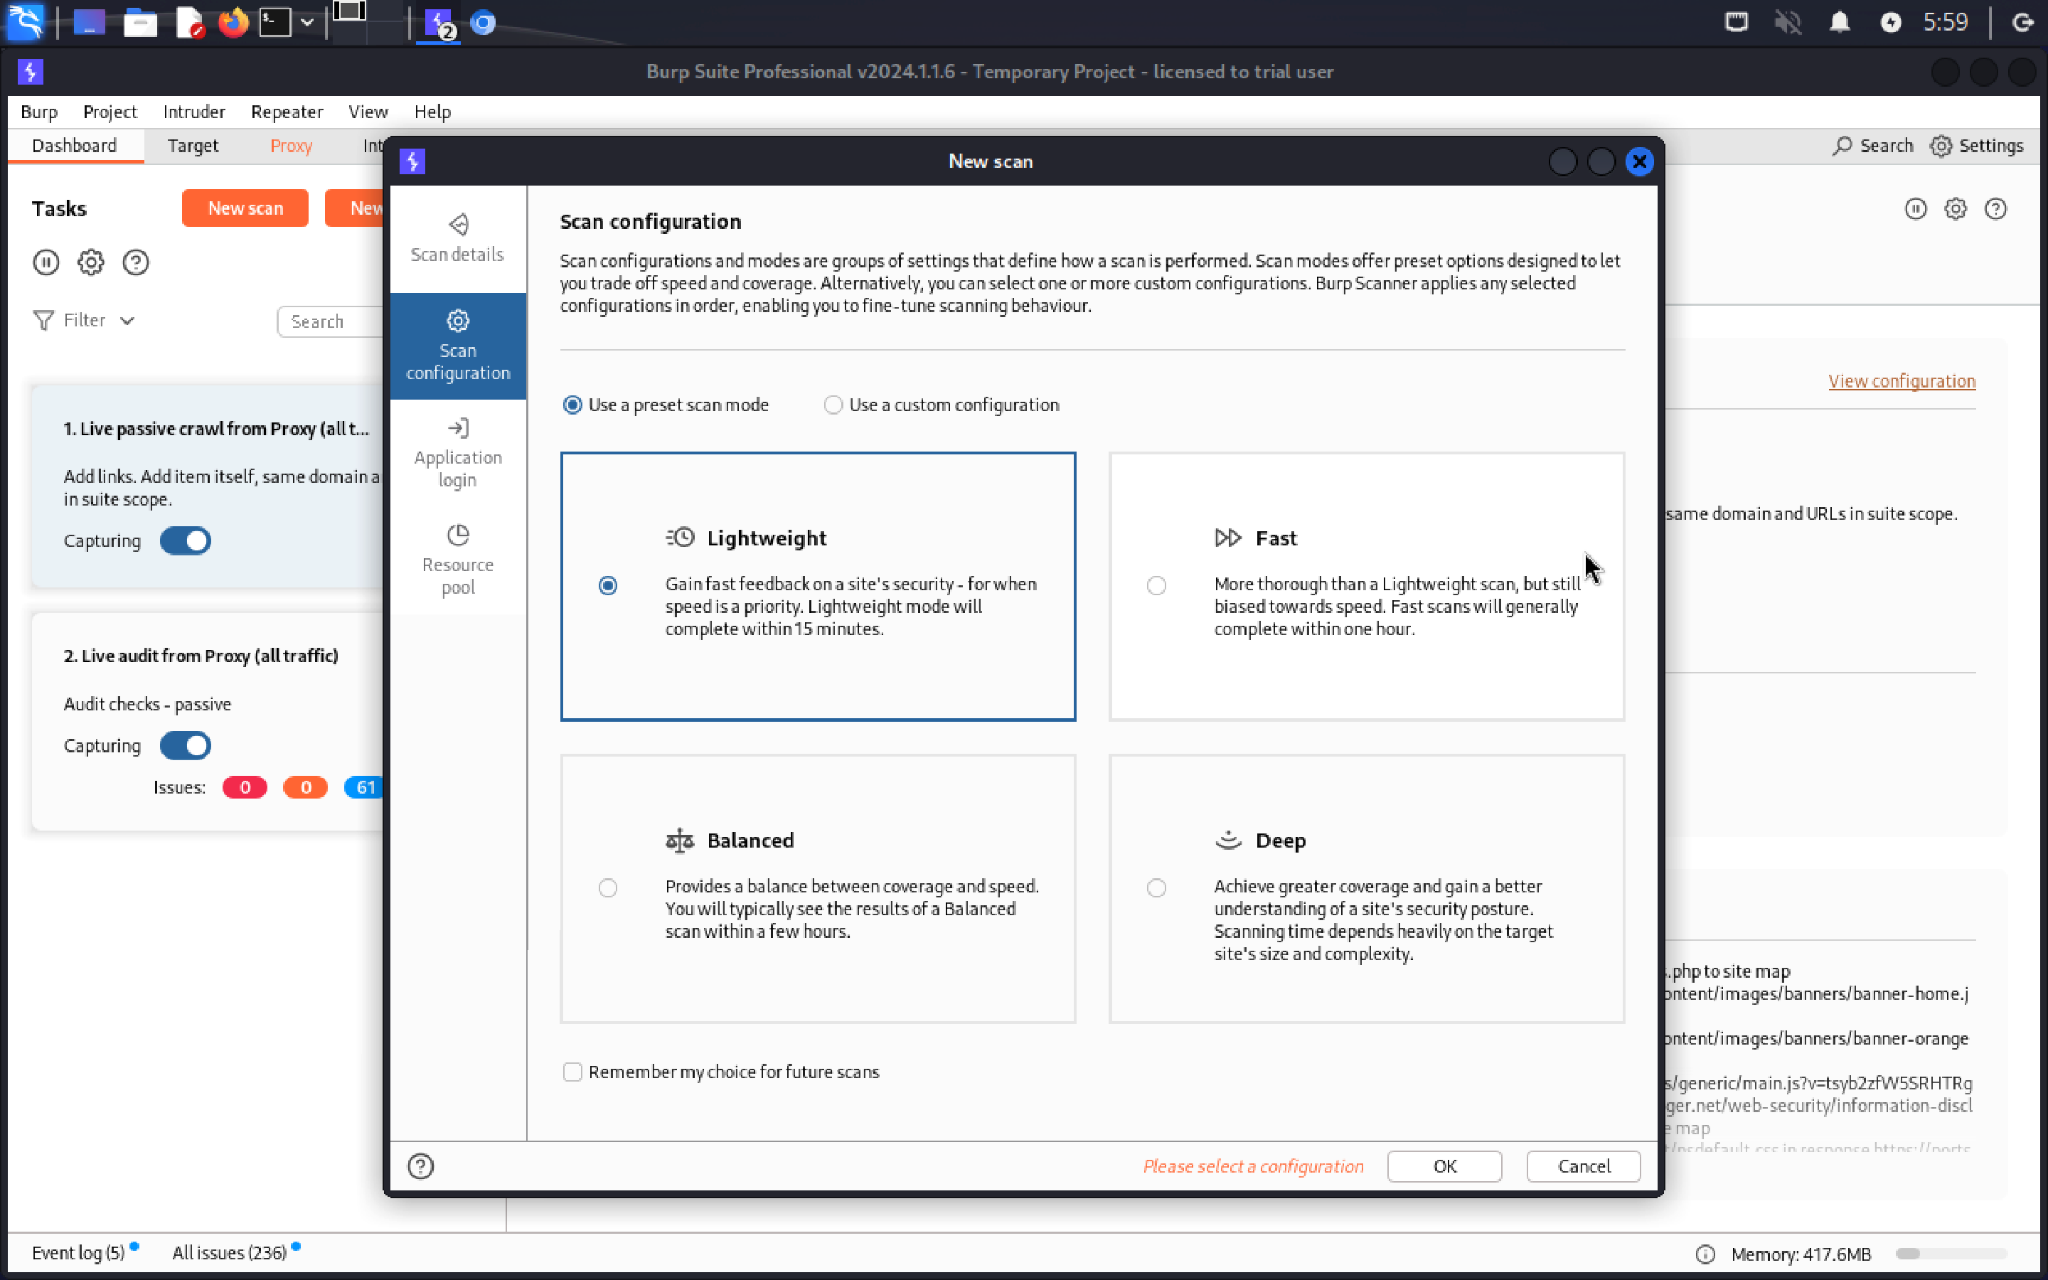 2
5:59
Burp Suite Professional v2024.1.1.6 - Temporary Project - licensed to trial user
Burp Project Intruder Repeater View Help
Dashboard Target Proxy Int
Search Settings
Tasks New scan New
Filter Search
1. Live passive crawl from Proxy (all t...
Add links. Add item itself, same domain a
in suite scope.
Capturing
2. Live audit from Proxy (all traffic)
Audit checks - passive
Capturing
Issues: 0 0 61
New scan
Scan details
Scan
configuration
Application
login
Resource
pool
Scan configuration
Scan configurations and modes are groups of settings that define how a scan is performed. Scan modes offer preset options designed to let
you trade off speed and coverage. Alternatively, you can select one or more custom configurations. Burp Scanner applies any selected
configurations in order, enabling you to fine-tune scanning behaviour.
Use a preset scan mode Use a custom configuration
Lightweight
Gain fast feedback on a site's security - for when
speed is a priority. Lightweight mode will
complete within 15 minutes.
Fast
More thorough than a Lightweight scan, but still
biased towards speed. Fast scans will generally
complete within one hour.
Balanced
Provides a balance between coverage and speed.
You will typically see the results of a Balanced
scan within a few hours.
Deep
Achieve greater coverage and gain a better
understanding of a site's security posture.
Scanning time depends heavily on the target
site's size and complexity.
Remember my choice for future scans
Please select a configuration OK Cancel
View configuration
same domain and URLs in suite scope.
.php to site map
ontent/images/banners/banner-home.j
ontent/images/banners/banner-orange
s/generic/main.js?v=tsyb2zfW5SRHTRg
ger.net/web-security/information-discl
e map
t/psdefault.css in response https://ports
Event log (5) All issues (236)
Memory: 417.6MB